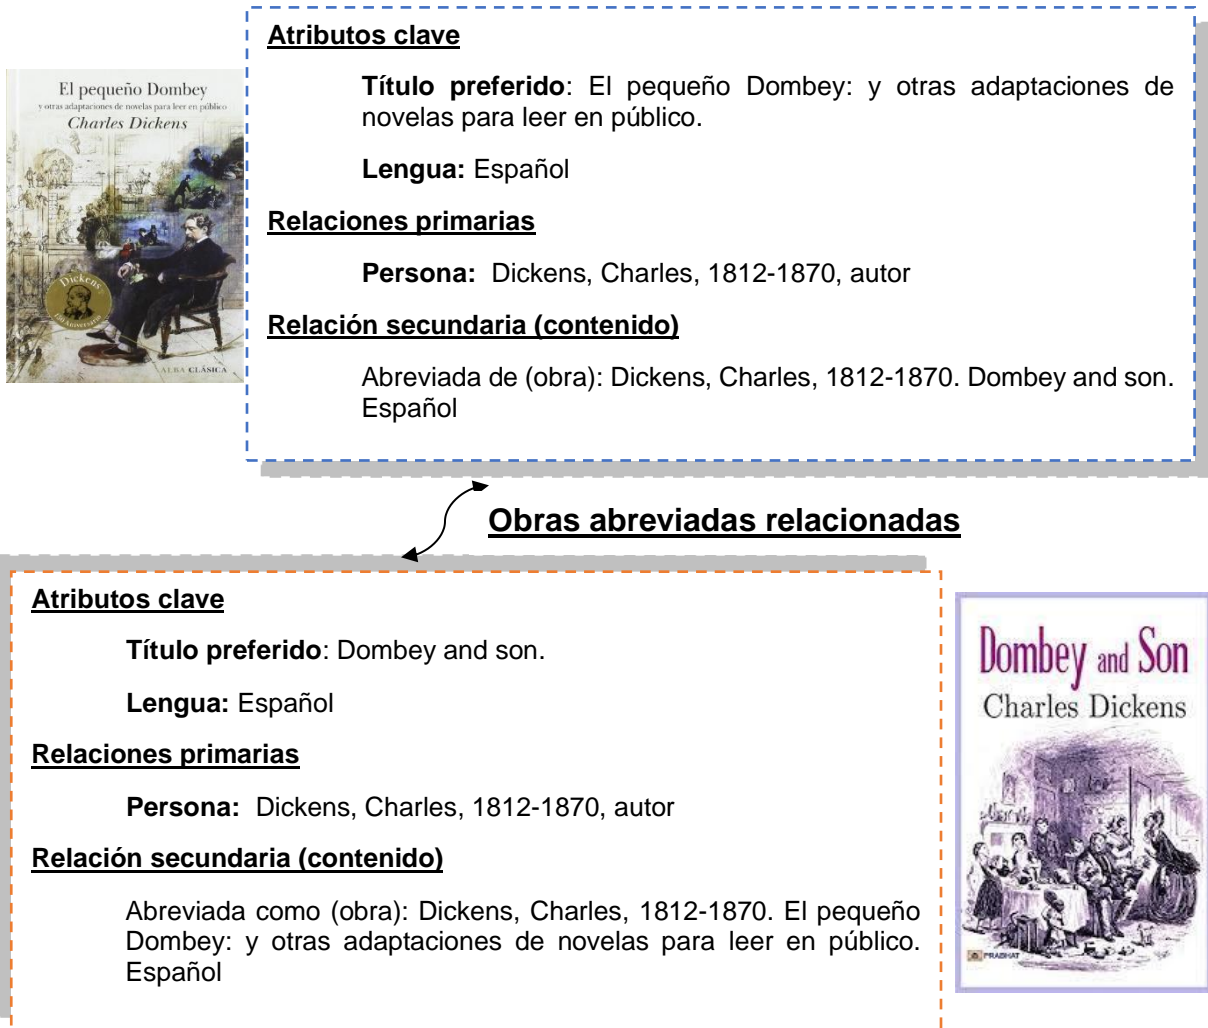 El pequeño Dombey
y otras adaptaciones de novelas para leer en público
Charles Dickens
Dickens
ALBA CLÁSICA
Atributos clave
Título preferido: El pequeño Dombey: y otras adaptaciones de
novelas para leer en público.
Lengua: Español
Relaciones primarias
Persona: Dickens, Charles, 1812-1870, autor
Relación secundaria (contenido)
Abreviada de (obra): Dickens, Charles, 1812-1870. Dombey and son.
Español
Obras abreviadas relacionadas
Atributos clave
Título preferido: Dombey and son.
Lengua: Español
Relaciones primarias
Persona: Dickens, Charles, 1812-1870, autor
Relación secundaria (contenido)
Abreviada como (obra): Dickens, Charles, 1812-1870. El pequeño
Dombey: y otras adaptaciones de novelas para leer en público.
Español
Dombey and Son
Charles Dickens
PRABHAT